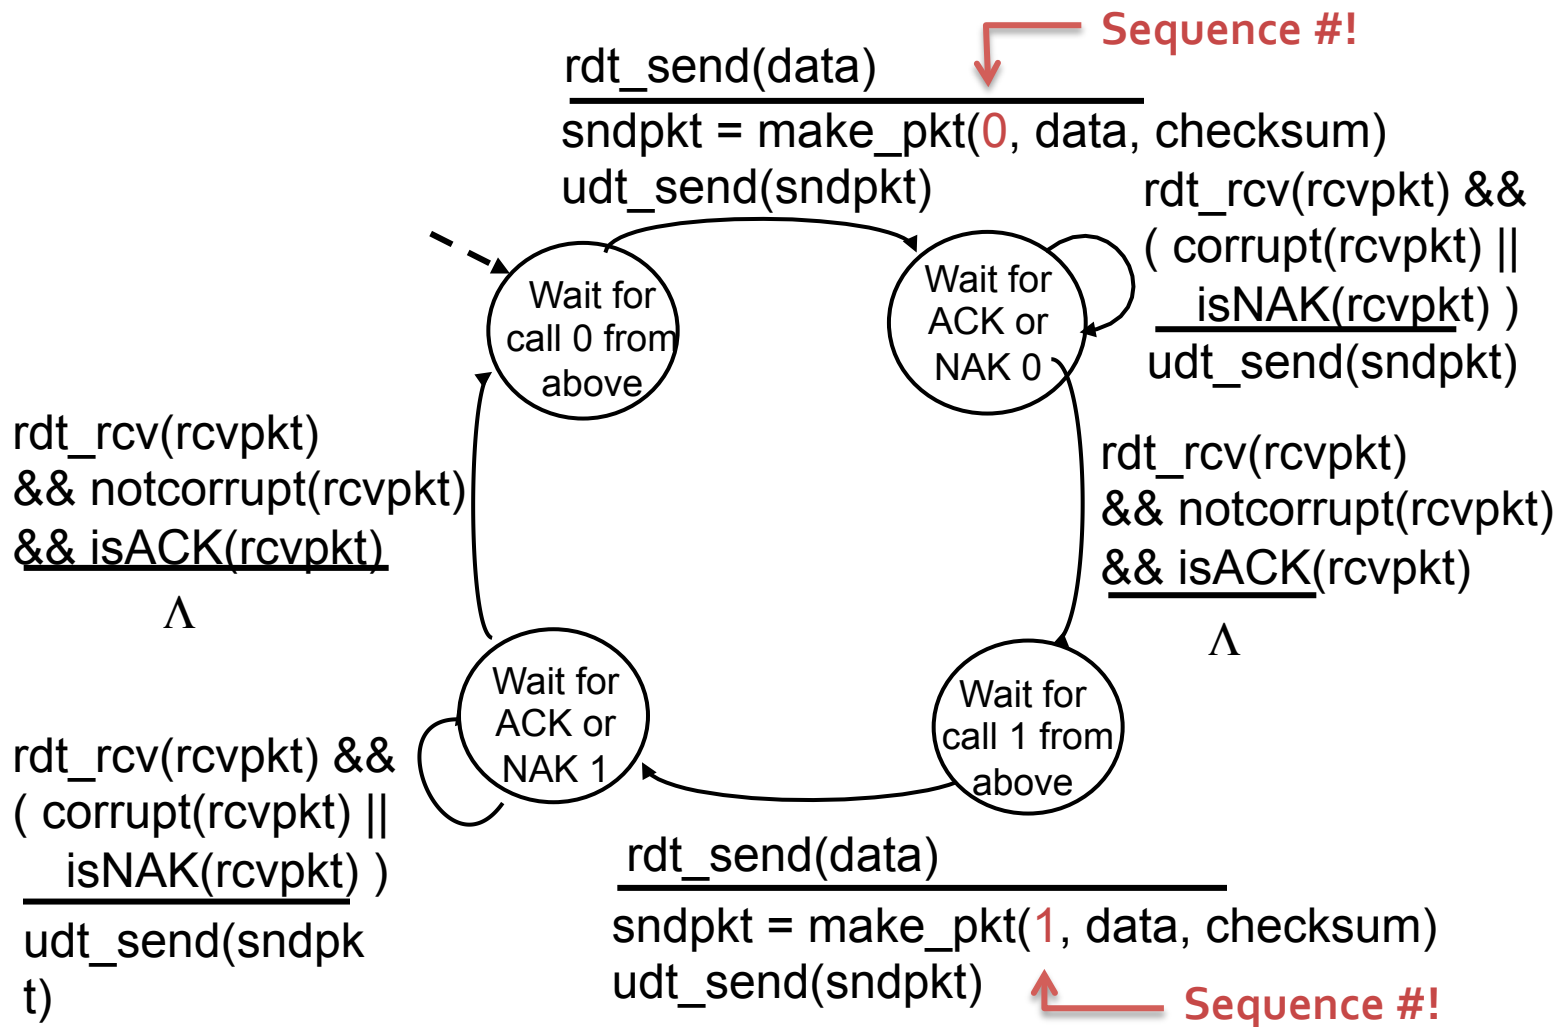 Sequence #!
rdt_send(data)
sndpkt = make_pkt(0, data, checksum)
udt_send(sndpkt)
rdt_rcv(rcvpkt) &&
( corrupt(rcvpkt) ||
isNAK(rcvpkt) )
udt_send(sndpkt)
Wait for
call 0 from
above
Wait for
ACK or
NAK 0
rdt_rcv(rcvpkt)
&& notcorrupt(rcvpkt)
&& isACK(rcvpkt)
Λ
rdt_rcv(rcvpkt)
&& notcorrupt(rcvpkt)
&& isACK(rcvpkt)
Λ
Wait for
ACK or
NAK 1
Wait for
call 1 from
above
rdt_rcv(rcvpkt) &&
( corrupt(rcvpkt) ||
isNAK(rcvpkt) )
udt_send(sndpk
t)
rdt_send(data)
sndpkt = make_pkt(1, data, checksum)
udt_send(sndpkt)
Sequence #!